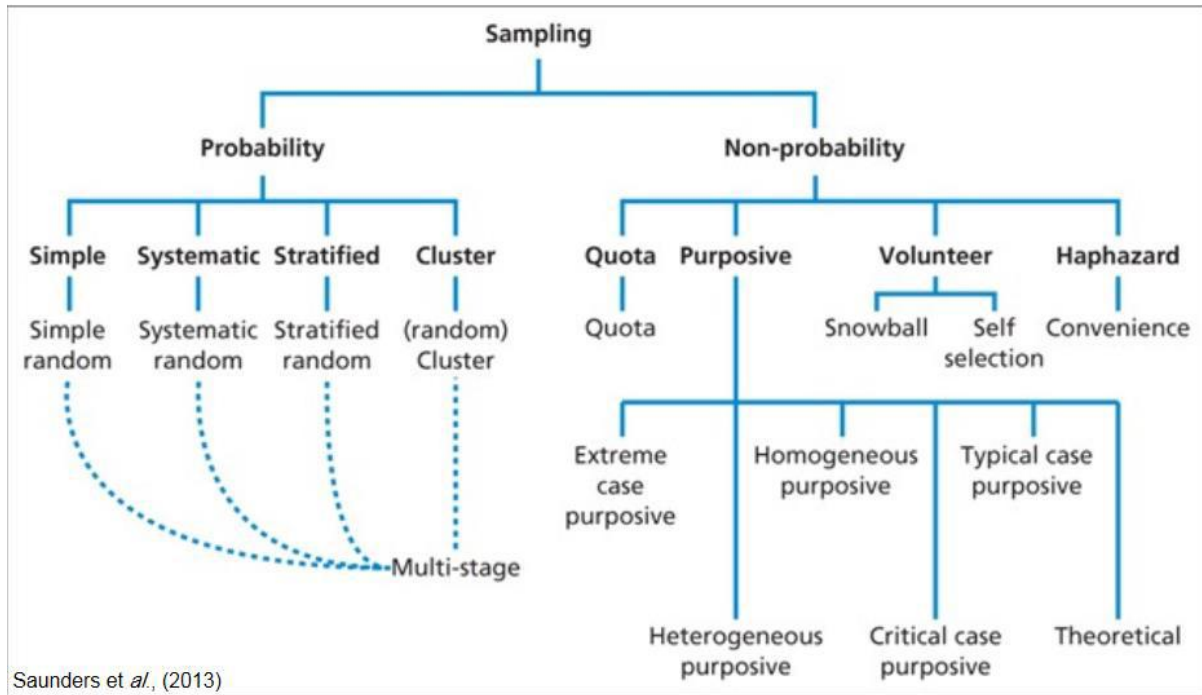 Sampling
Probability
Non-probability
Simple
Systematic
Stratified
Cluster
Quota
Purposive
Volunteer
Haphazard
Simple
random
Systematic
random
Stratified
random
(random)
Cluster
Quota
Snowball
Self
selection
Convenience
Extreme
case
purposive
Homogeneous
purposive
Typical case
purposive
Multi-stage
Heterogeneous
purposive
Critical case
purposive
Theoretical
Saunders et al., (2013)